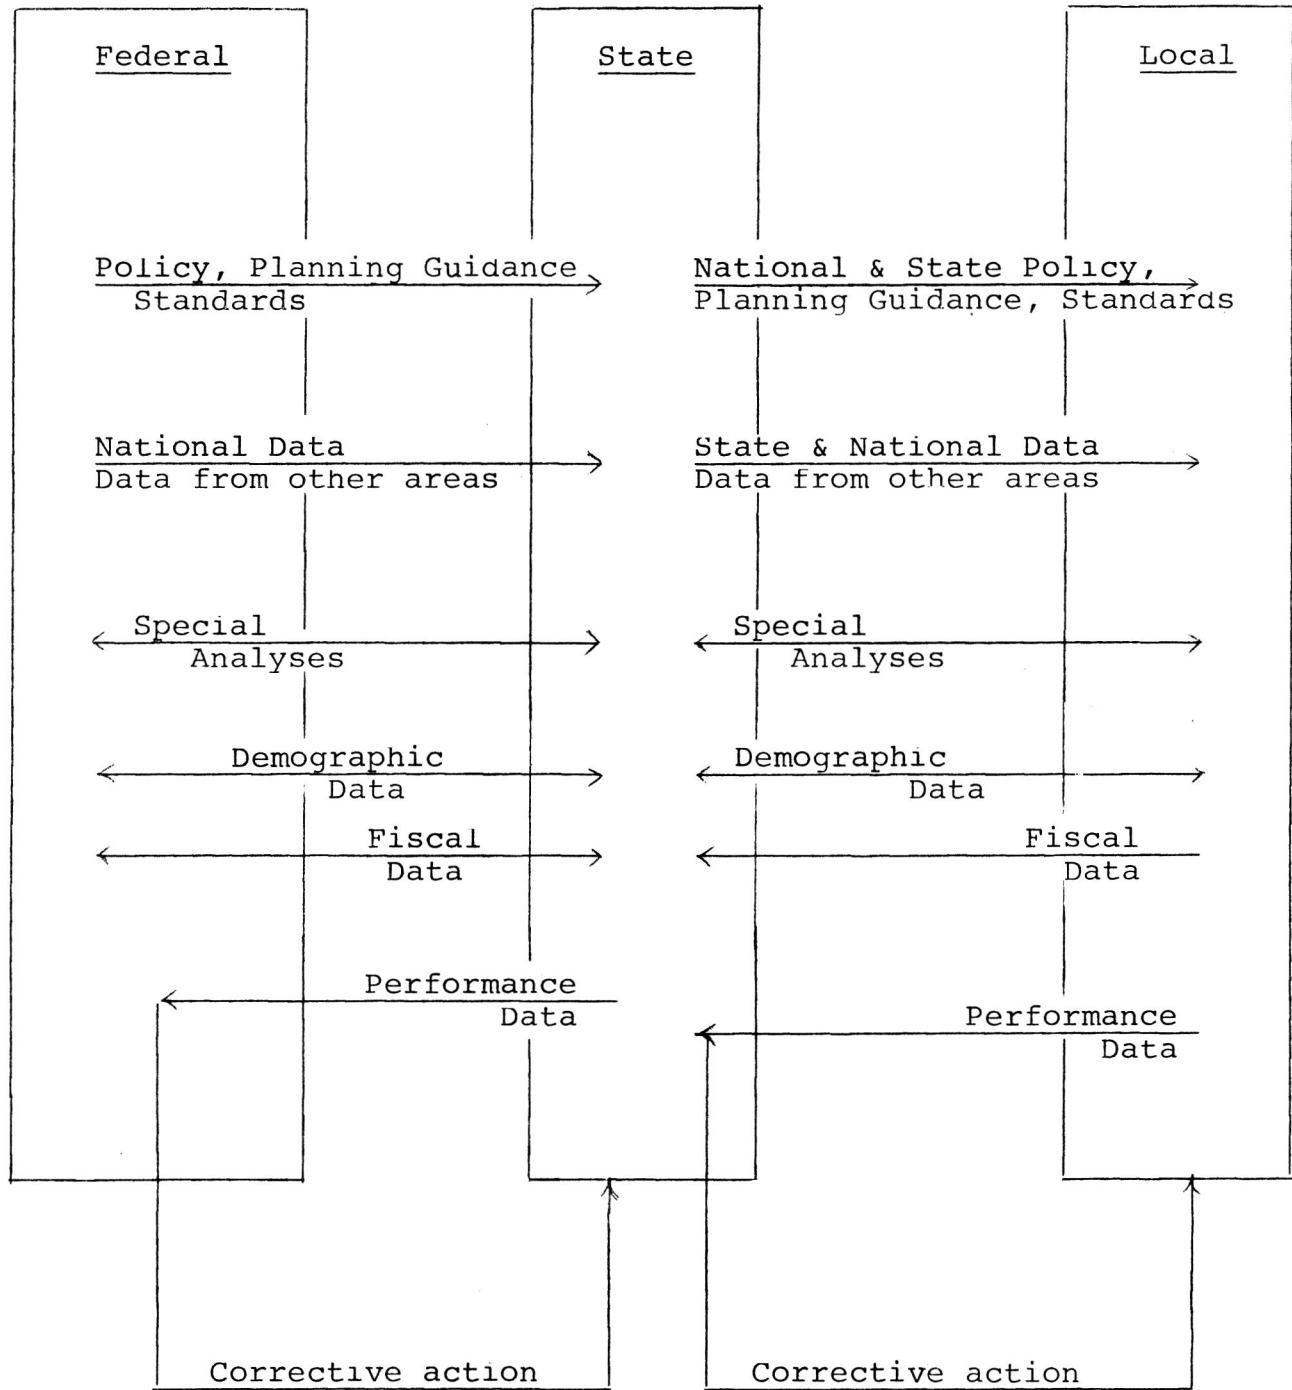 Federal
State
Local
Policy, Planning Guidance
Standards
National & State Policy,
Planning Guidance, Standards
National Data
Data from other areas
State & National Data
Data from other areas
Special
Analyses
Special
Analyses
Demographic
Data
Demographic
Data
Fiscal
Data
Fiscal
Data
Performance
Data
Performance
Data
Corrective action
Corrective action